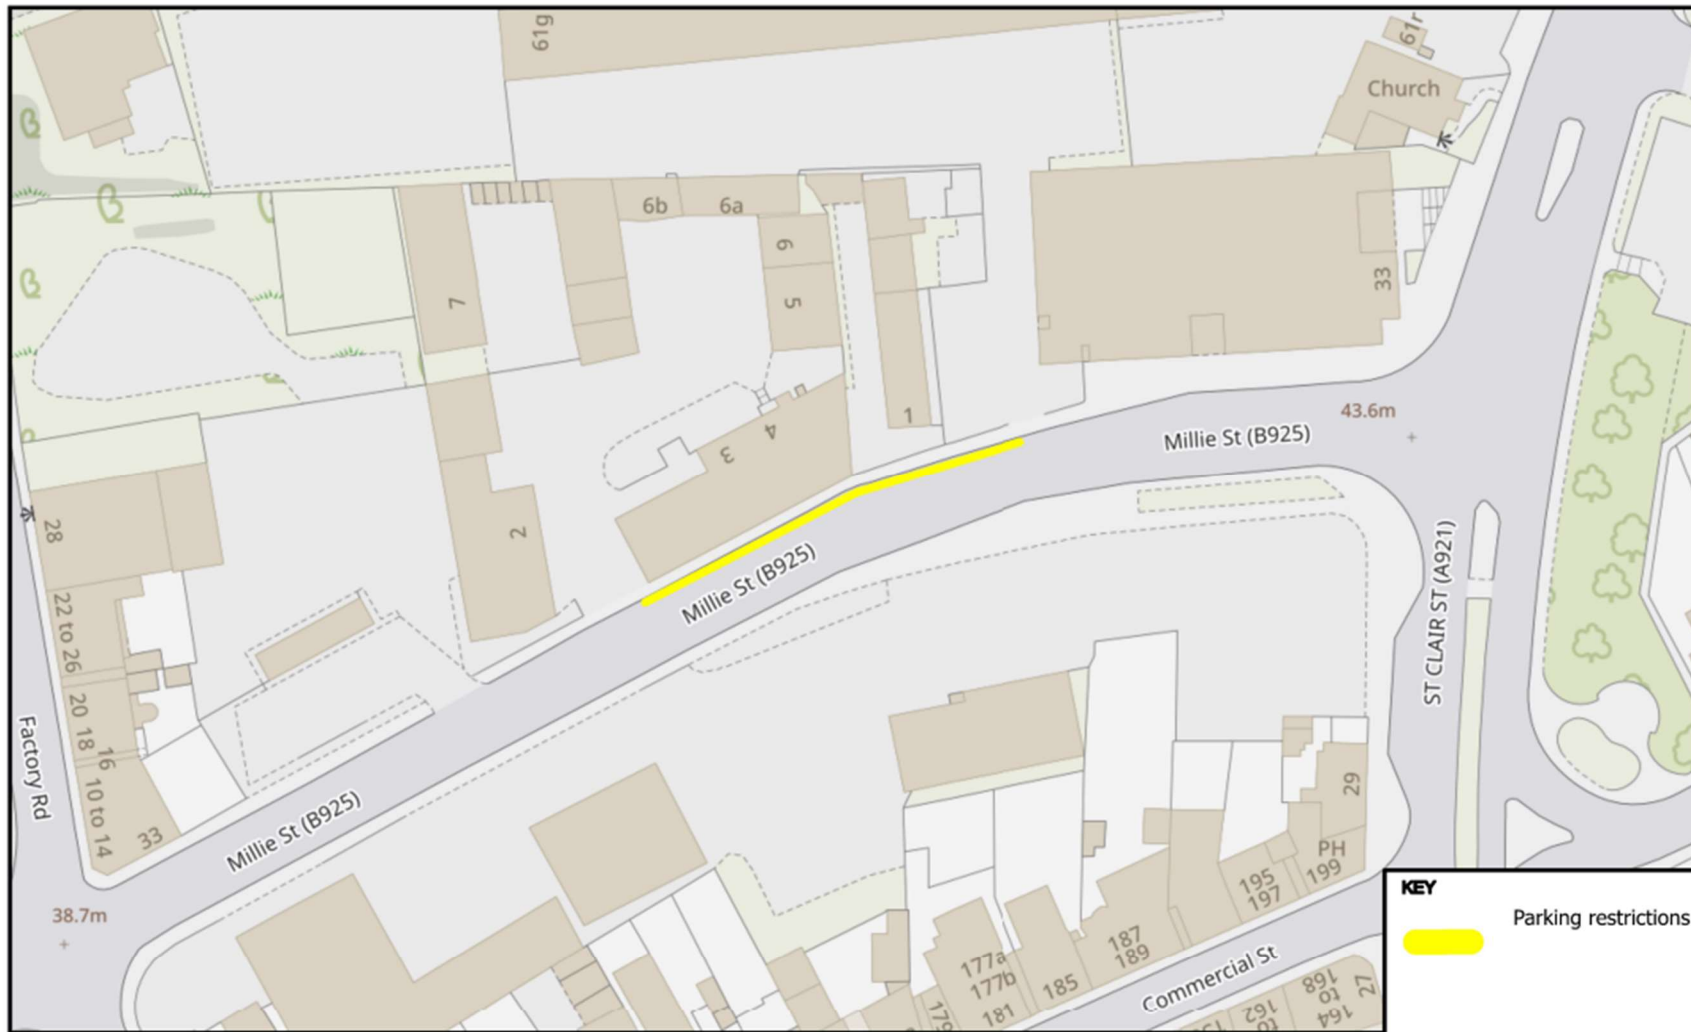 61g
61r
Church
6b
6a
6
5
7
33
1
4
3
2
43.6m
Millie St (B925)
28
22 to 26
20
18
16
10 to 14
33
Factory Rd
Millie St (B925)
Millie St (B925)
38.7m
ST CLAIR ST (A921)
29
PH
199
195
197
187
189
185
177a
177b
181
179
Commercial St
168
to
164
27
162
to
KEY
Parking restrictions